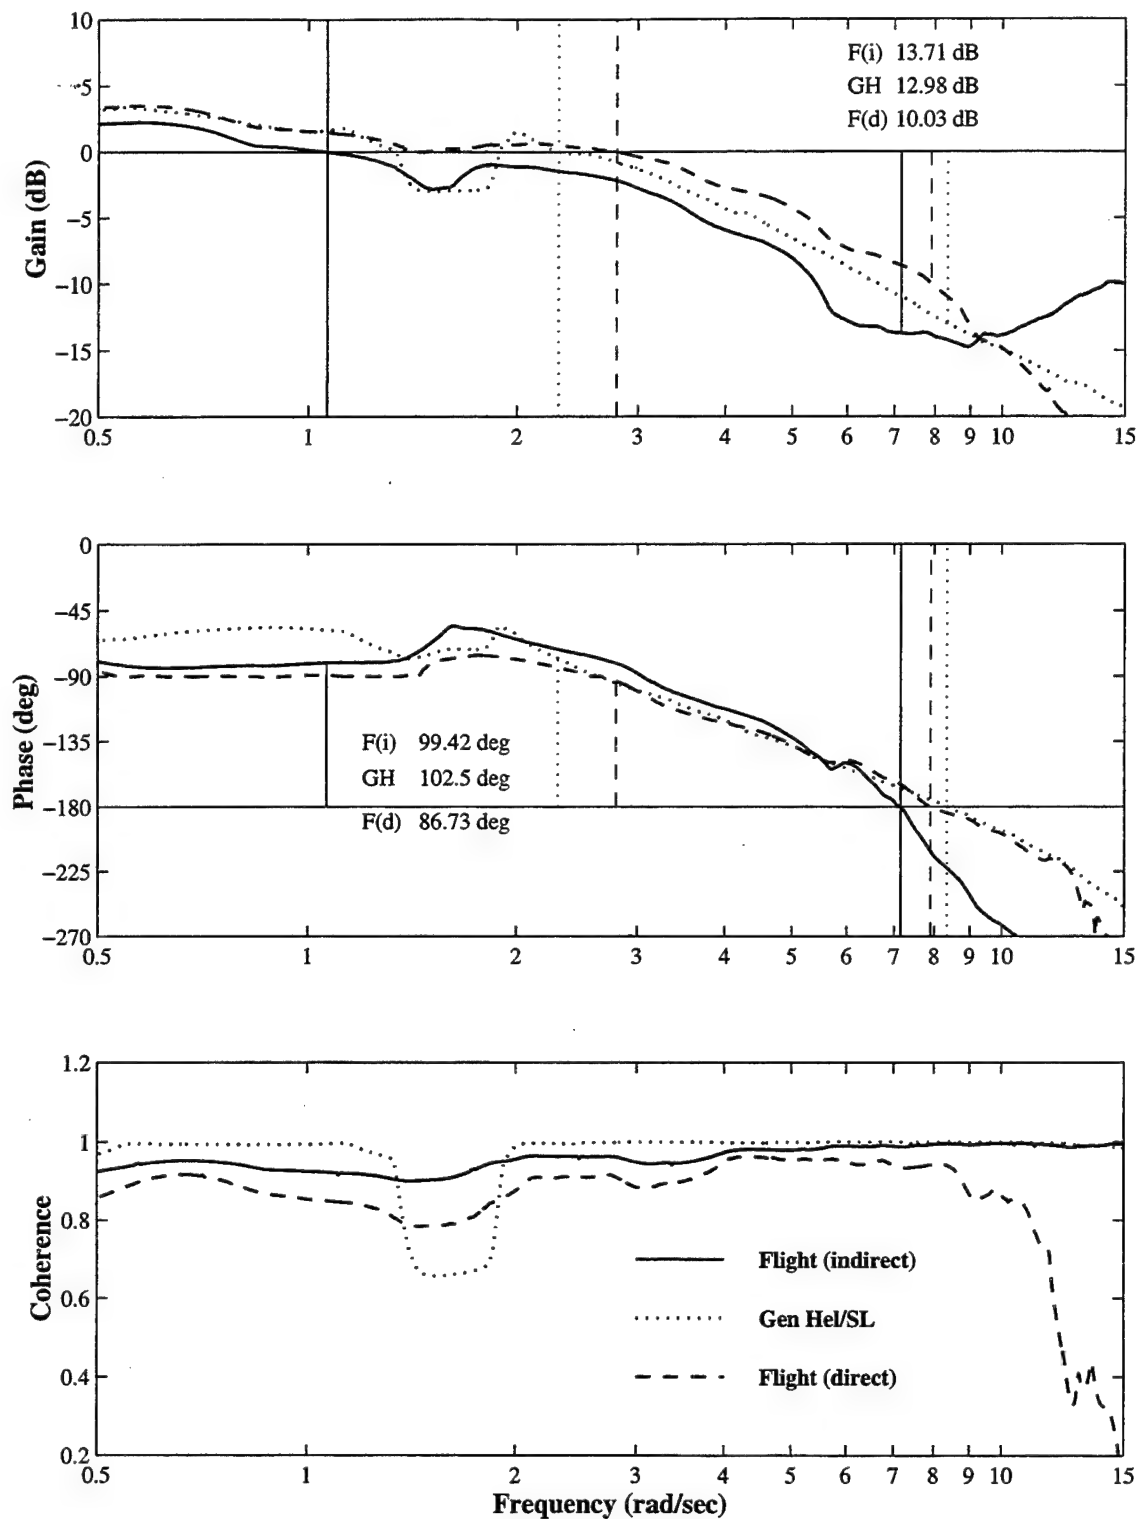 10
5
0
−5
−10
−15
−20
Gain (dB)
F(i) 13.71 dB
GH 12.98 dB
F(d) 10.03 dB
0.5 1 2 3 4 5 6 7 8 9 10 15
0
−45
−90
−135
−180
−225
−270
Phase (deg)
F(i) 99.42 deg
GH 102.5 deg
F(d) 86.73 deg
0.5 1 2 3 4 5 6 7 8 9 10 15
1.2
1
0.8
0.6
0.4
0.2
Coherence
Flight (indirect)
Gen Hel/SL
Flight (direct)
0.5 1 2 3 4 5 6 7 8 9 10 15
Frequency (rad/sec)